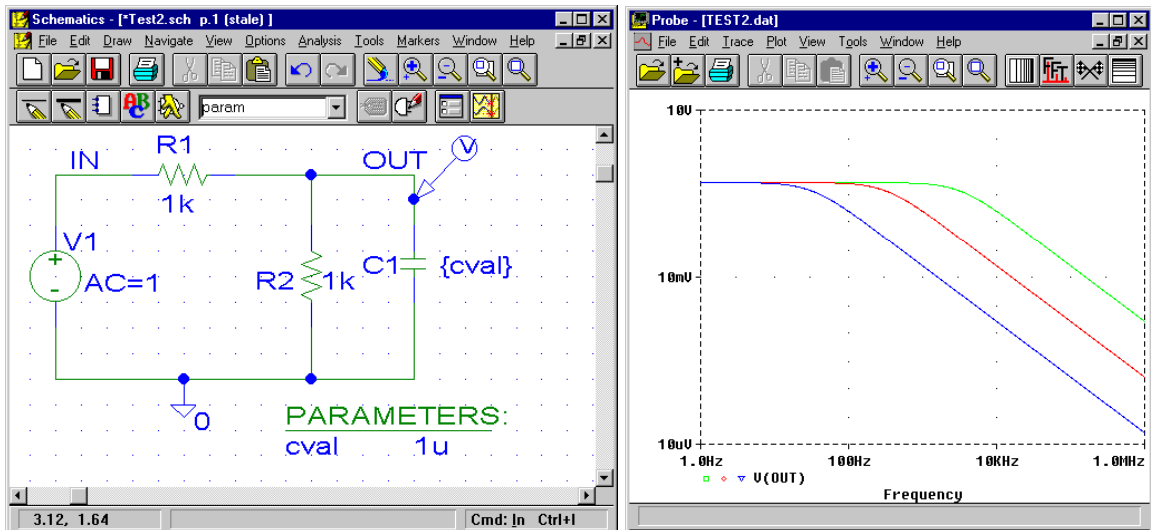 Schematics - [*Test2.sch p.1 (stale) ]
File Edit Draw Navigate View Options Analysis Tools Markers Window Help
param
IN
R1
1k
OUT
V
V1
+
-
AC=1
R2
1k
C1
{cval}
0
PARAMETERS:
cval 1u
3.12, 1.64
Cmd: In Ctrl+I
Probe - [TEST2.dat]
File Edit Trace Plot View Tools Window Help
10V
10mV
10uV
1.0Hz 100Hz 10KHz 1.0MHz
V(OUT)
Frequency